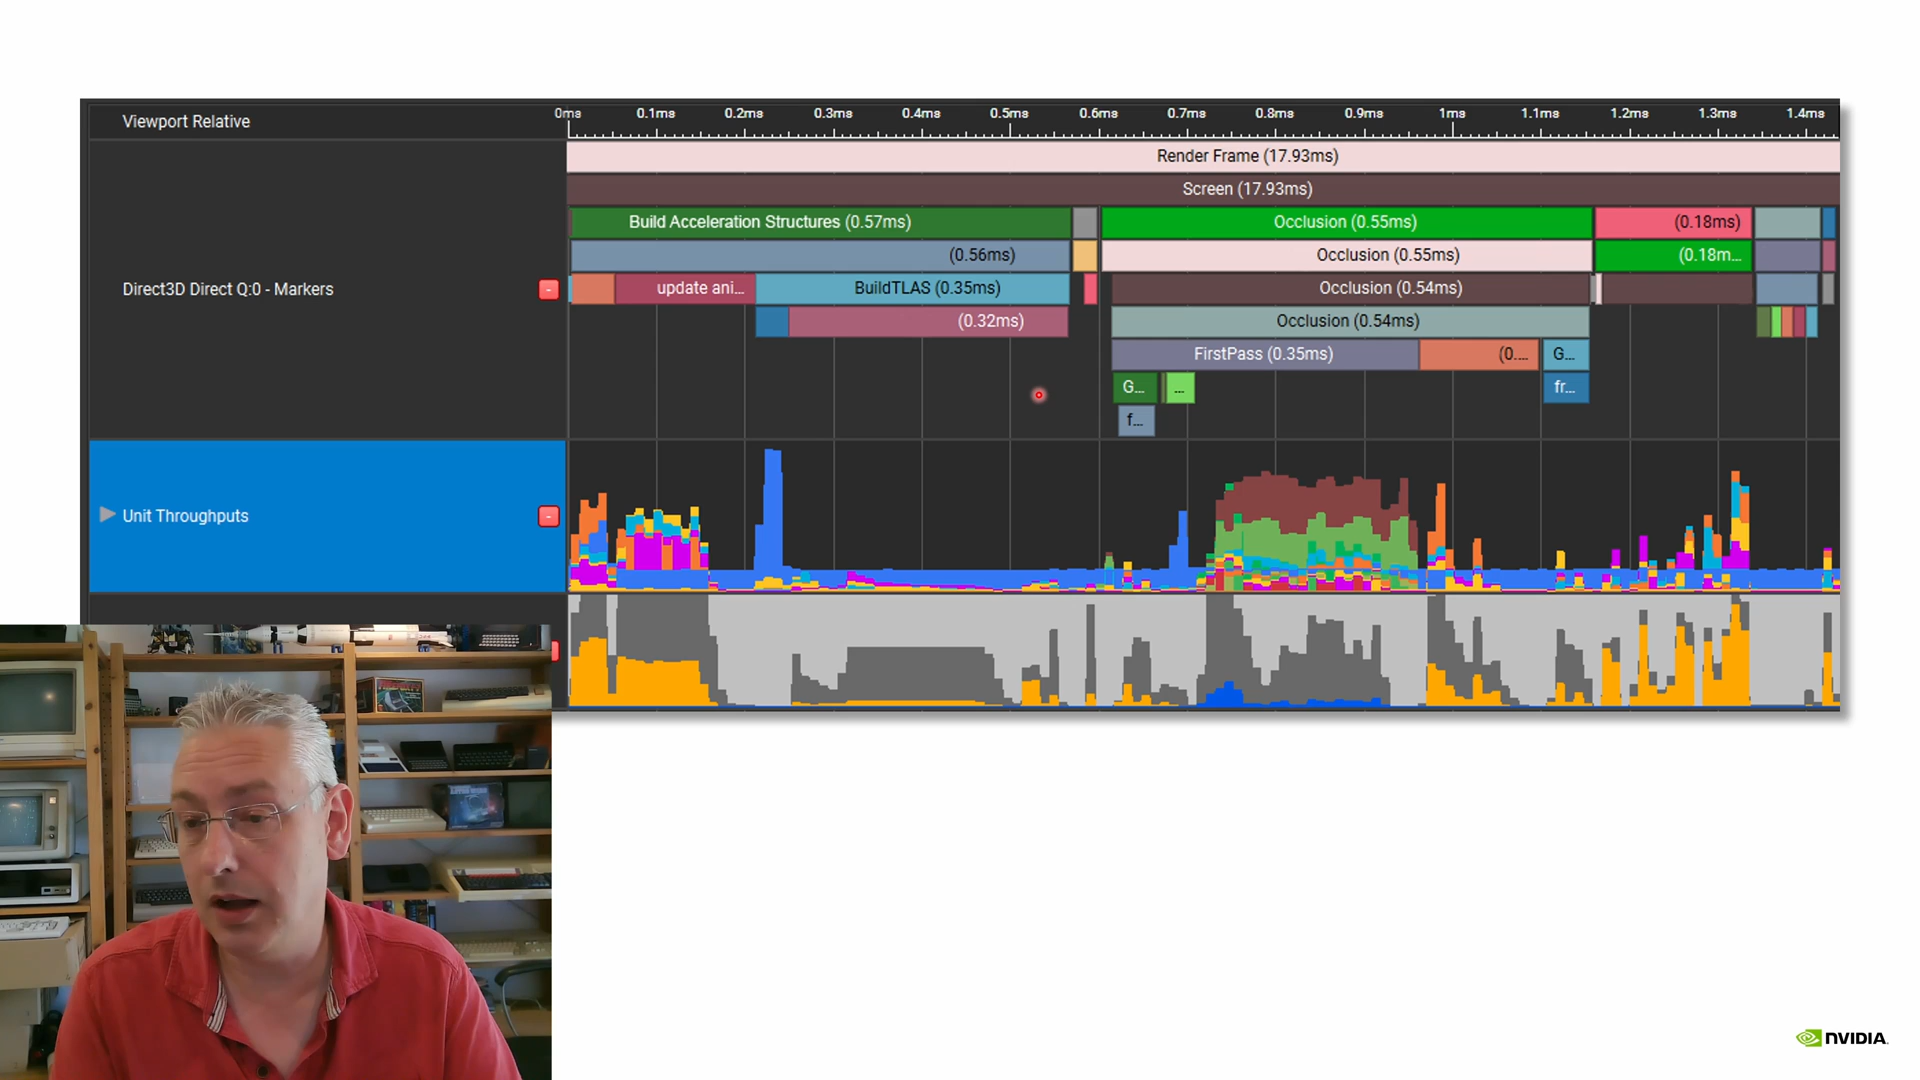 Viewport Relative
0ms 0.1ms 0.2ms 0.3ms 0.4ms 0.5ms 0.6ms 0.7ms 0.8ms 0.9ms 1ms 1.1ms 1.2ms 1.3ms 1.4ms
Render Frame (17.93ms)
Screen (17.93ms)
Build Acceleration Structures (0.57ms) Occlusion (0.55ms) (0.18ms)
(0.56ms) Occlusion (0.55ms) (0.18m...
Direct3D Direct Q:0 - Markers
update ani... BuildTLAS (0.35ms) Occlusion (0.54ms)
(0.32ms) Occlusion (0.54ms)
FirstPass (0.35ms) (0.... G...
G... ... fr...
f...
Unit Throughputs
NVIDIA.